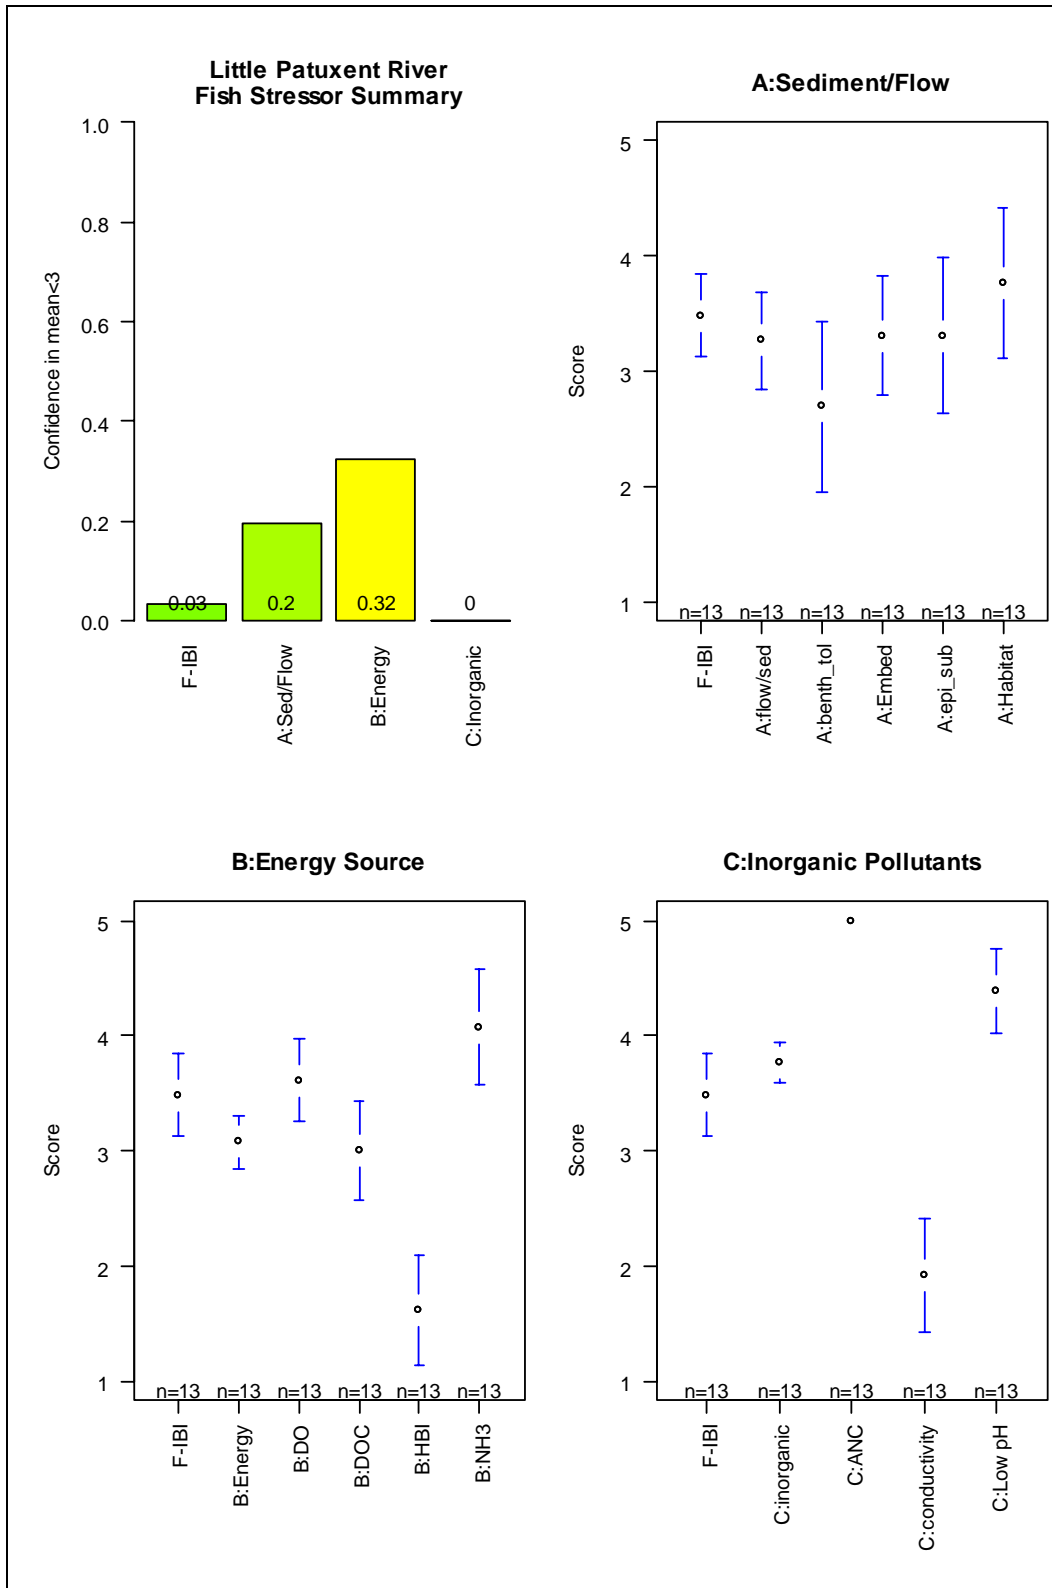 Little Patuxent River
Fish Stressor Summary
Confidence in mean<3
1.0
0.8
0.6
0.4
0.2
0.0
0.03
0.2
0.32
0
F-IBI
A:Sed/Flow
B:Energy
C:Inorganic
A:Sediment/Flow
Score
5
4
3
2
1
n=13
n=13
n=13
n=13
n=13
n=13
F-IBI
A:flow/sed
A:benth_tol
A:Embed
A:epi_sub
A:Habitat
B:Energy Source
Score
5
4
3
2
1
n=13
n=13
n=13
n=13
n=13
n=13
F-IBI
B:Energy
B:DO
B:DOC
B:HBI
B:NH3
C:Inorganic Pollutants
Score
5
4
3
2
1
n=13
n=13
n=13
n=13
n=13
F-IBI
C:inorganic
C:ANC
C:conductivity
C:Low pH